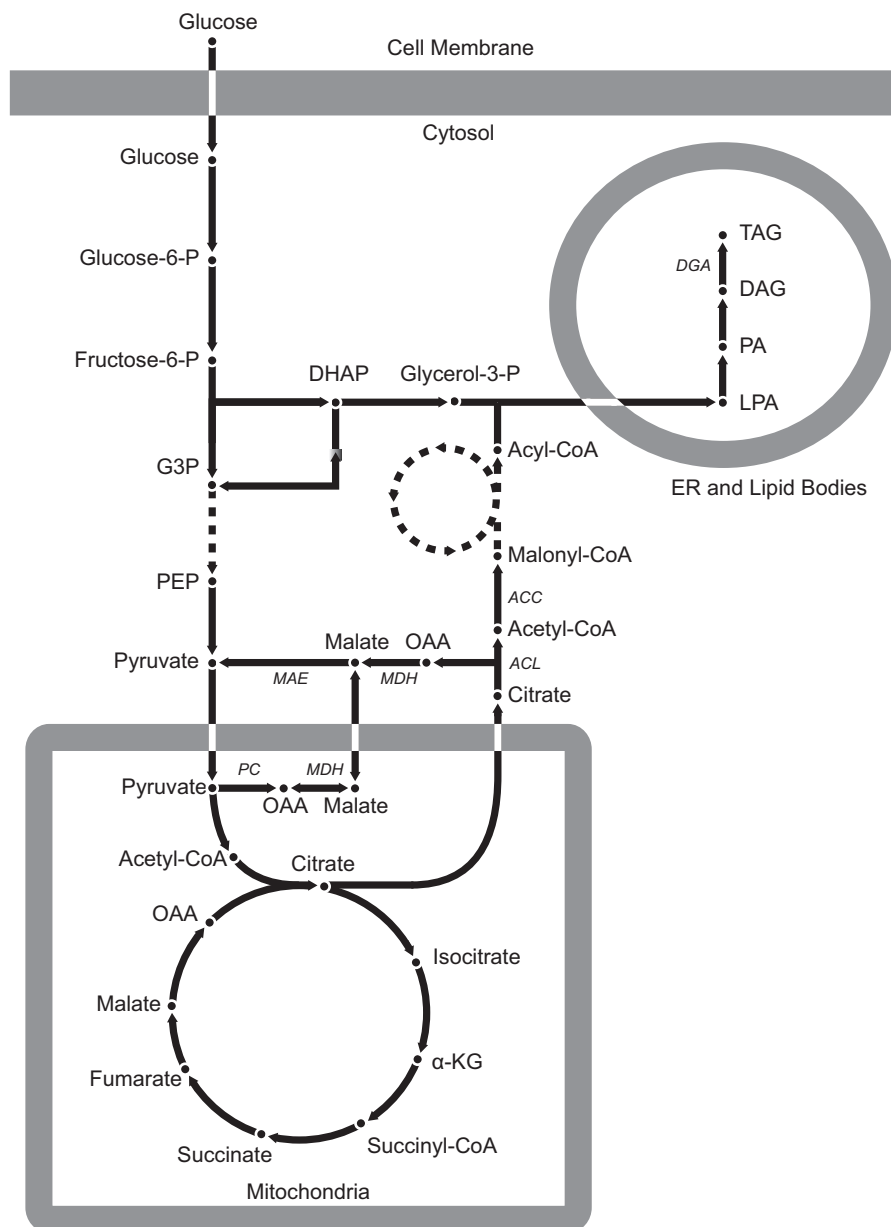 Glucose
Cell Membrane
Cytosol
Glucose
TAG
DGA
Glucose-6-P
DAG
PA
Fructose-6-P
DHAP
Glycerol-3-P
LPA
Acyl-CoA
G3P
ER and Lipid Bodies
Malonyl-CoA
PEP
ACC
Acetyl-CoA
Malate
OAA
Pyruvate
ACL
MAE
MDH
Citrate
PC
MDH
Pyruvate
OAA
Malate
Acetyl-CoA
Citrate
OAA
Isocitrate
Malate
α-KG
Fumarate
Succinyl-CoA
Succinate
Mitochondria